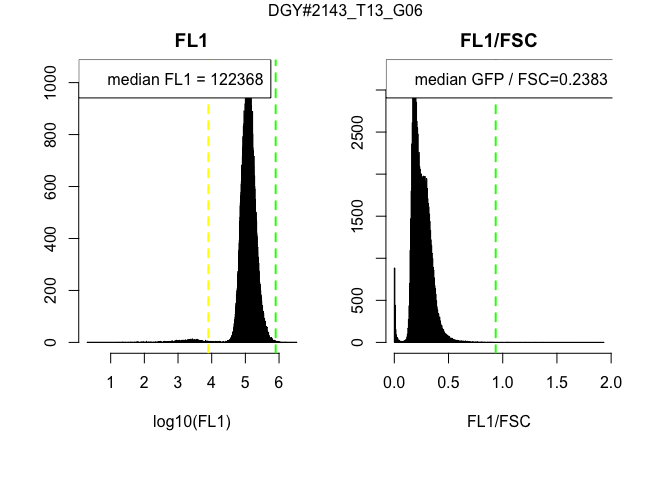 DGY#2143_T13_G06
FL1
median FL1 = 122368
0 200 400 600 800 1000
1 2 3 4 5 6
log10(FL1)
FL1/FSC
median GFP / FSC=0.2383
0 500 1500 2500
0.0 0.5 1.0 1.5 2.0
FL1/FSC